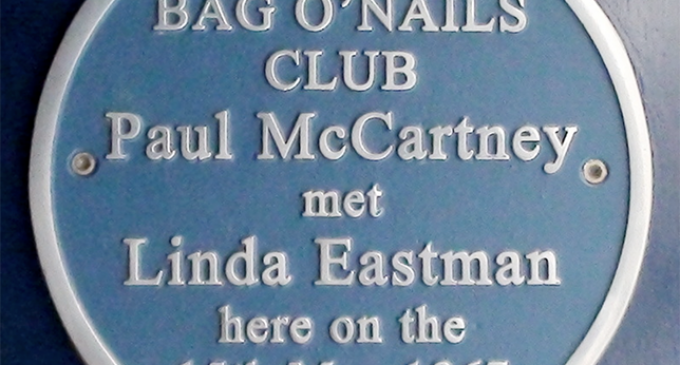 BAG O'NAILS
CLUB
Paul McCartney
met
Linda Eastman
here on the